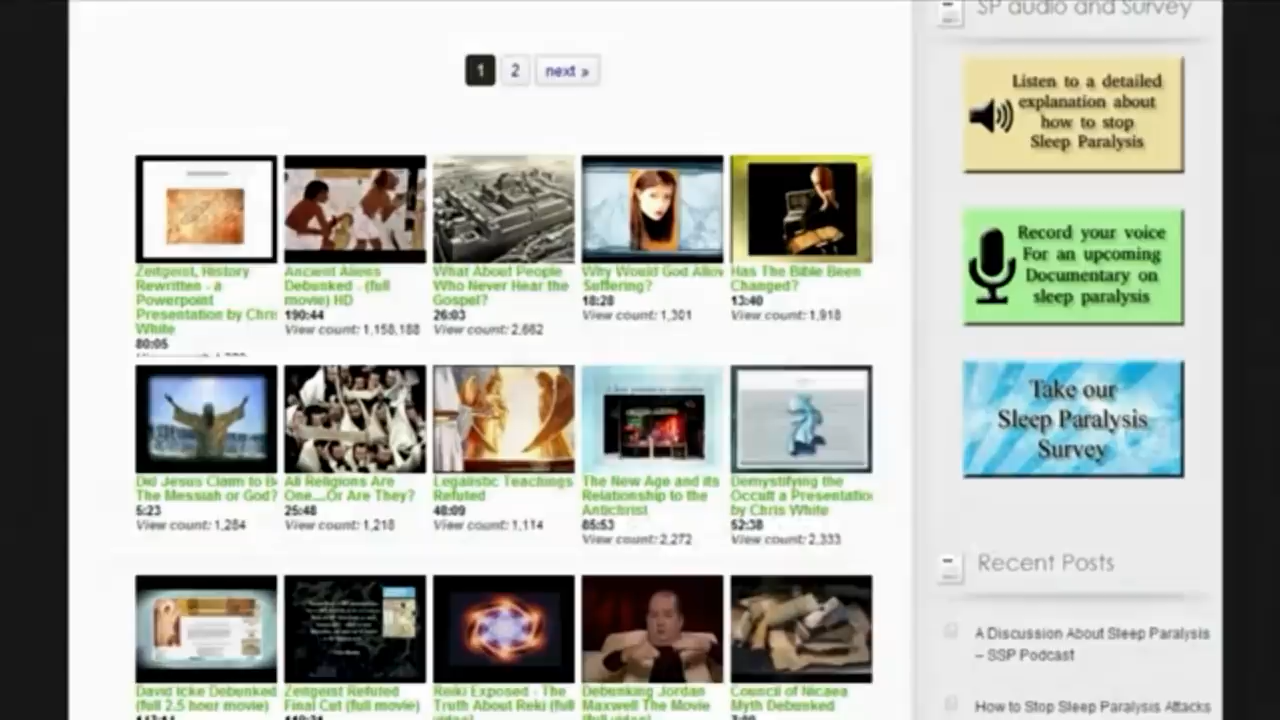 SP audio and Survey
1 2 next »
Listen to a detailed
explanation about
how to stop
Sleep Paralysis
Record your voice
For an upcoming
Documentary on
sleep paralysis
Take our
Sleep Paralysis
Survey
Zeitgeist, History
Rewritten - a
Powerpoint
Presentation by Chris
White
80:05
Ancient Aliens
Debunked - (full
movie) HD
190:44
View count: 1,158,188
What About People
Who Never Hear the
Gospel?
26:03
View count: 2,662
Why Would God Allow
Suffering?
18:28
View count: 1,301
Has The Bible Been
Changed?
13:40
View count: 1,918
Did Jesus Claim to B
The Messiah or God?
5:23
View count: 1,284
All Religions Are
One....Or Are They?
25:48
View count: 1,218
Legalistic Teachings
Refuted
48:09
View count: 1,114
The New Age and its
Relationship to the
Antichrist
85:53
View count: 2,272
Demystifying the
Occult a Presentatio
by Chris White
52:38
View count: 2,333
David Icke Debunked
(full 2.5 hour movie)
Zeitgeist Refuted
Final Cut (full movie)
Reiki Exposed - The
Truth About Reiki (full
Debunking Jordan
Maxwell The Movie
(full video)
Council of Nicaea
Myth Debunked
Recent Posts
A Discussion About Sleep Paralysis
– SSP Podcast
How to Stop Sleep Paralysis Attacks